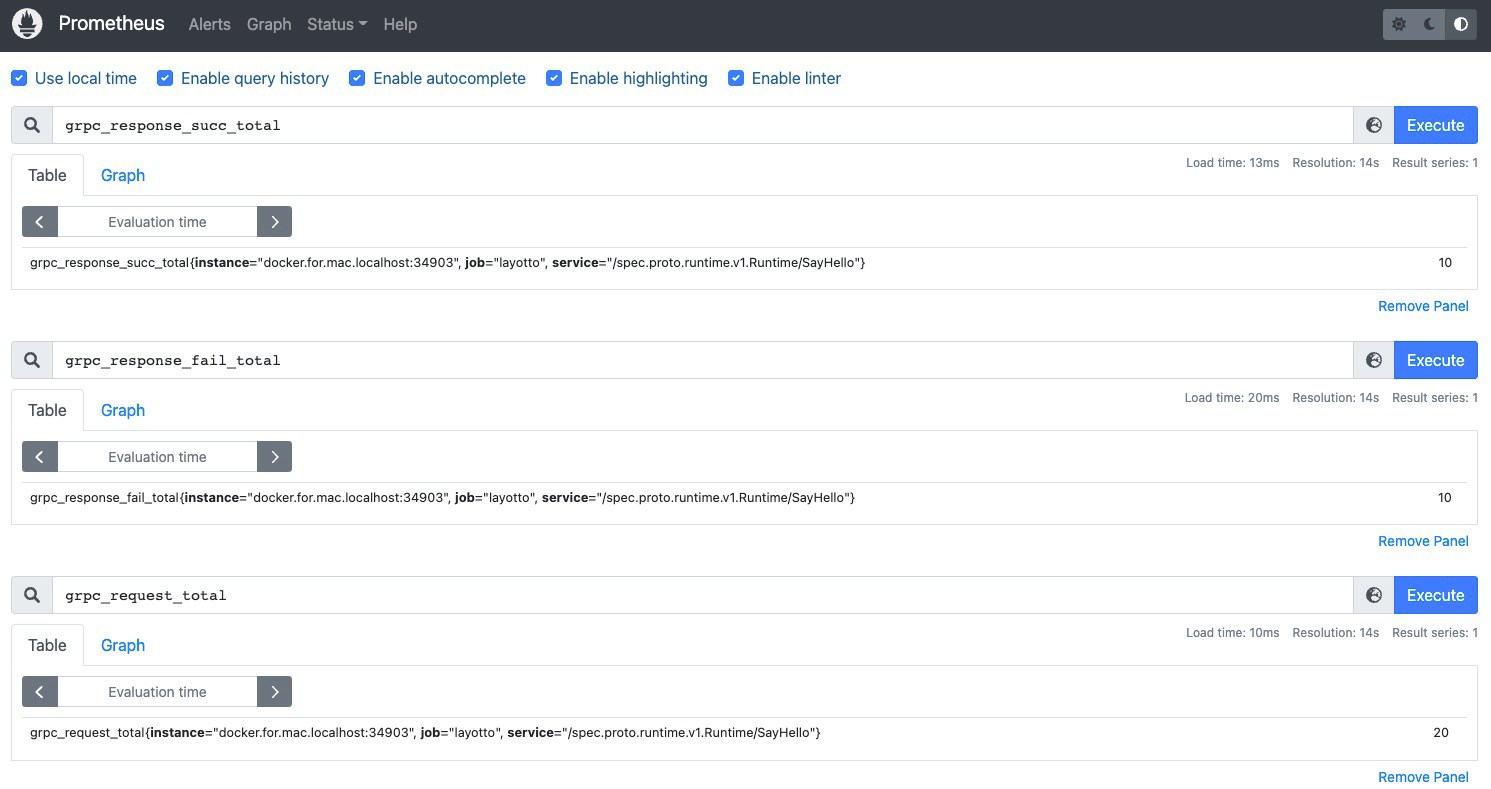 Prometheus Alerts Graph Status Help
Use local time Enable query history Enable autocomplete Enable highlighting Enable linter
grpc_response_succ_total Execute
Table Graph Load time: 13ms Resolution: 14s Result series: 1
Evaluation time
grpc_response_succ_total{instance="docker.for.mac.localhost:34903", job="layotto", service="/spec.proto.runtime.v1.Runtime/SayHello"} 10
Remove Panel
grpc_response_fail_total Execute
Table Graph Load time: 20ms Resolution: 14s Result series: 1
Evaluation time
grpc_response_fail_total{instance="docker.for.mac.localhost:34903", job="layotto", service="/spec.proto.runtime.v1.Runtime/SayHello"} 10
Remove Panel
grpc_request_total Execute
Table Graph Load time: 10ms Resolution: 14s Result series: 1
Evaluation time
grpc_request_total{instance="docker.for.mac.localhost:34903", job="layotto", service="/spec.proto.runtime.v1.Runtime/SayHello"} 20
Remove Panel